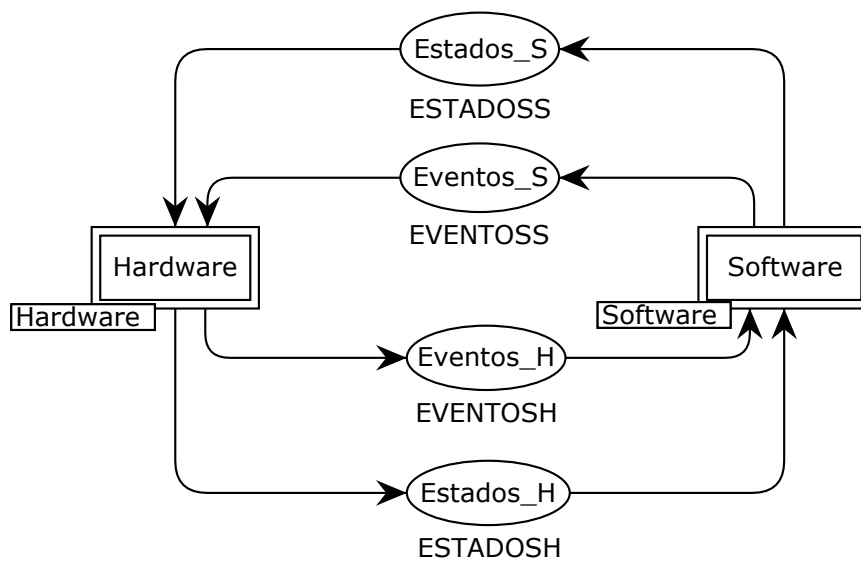 Estados_S
ESTADOSS
Eventos_S
EVENTOSS
Hardware
Hardware
Software
Software
Eventos_H
EVENTOSH
Estados_H
ESTADOSH